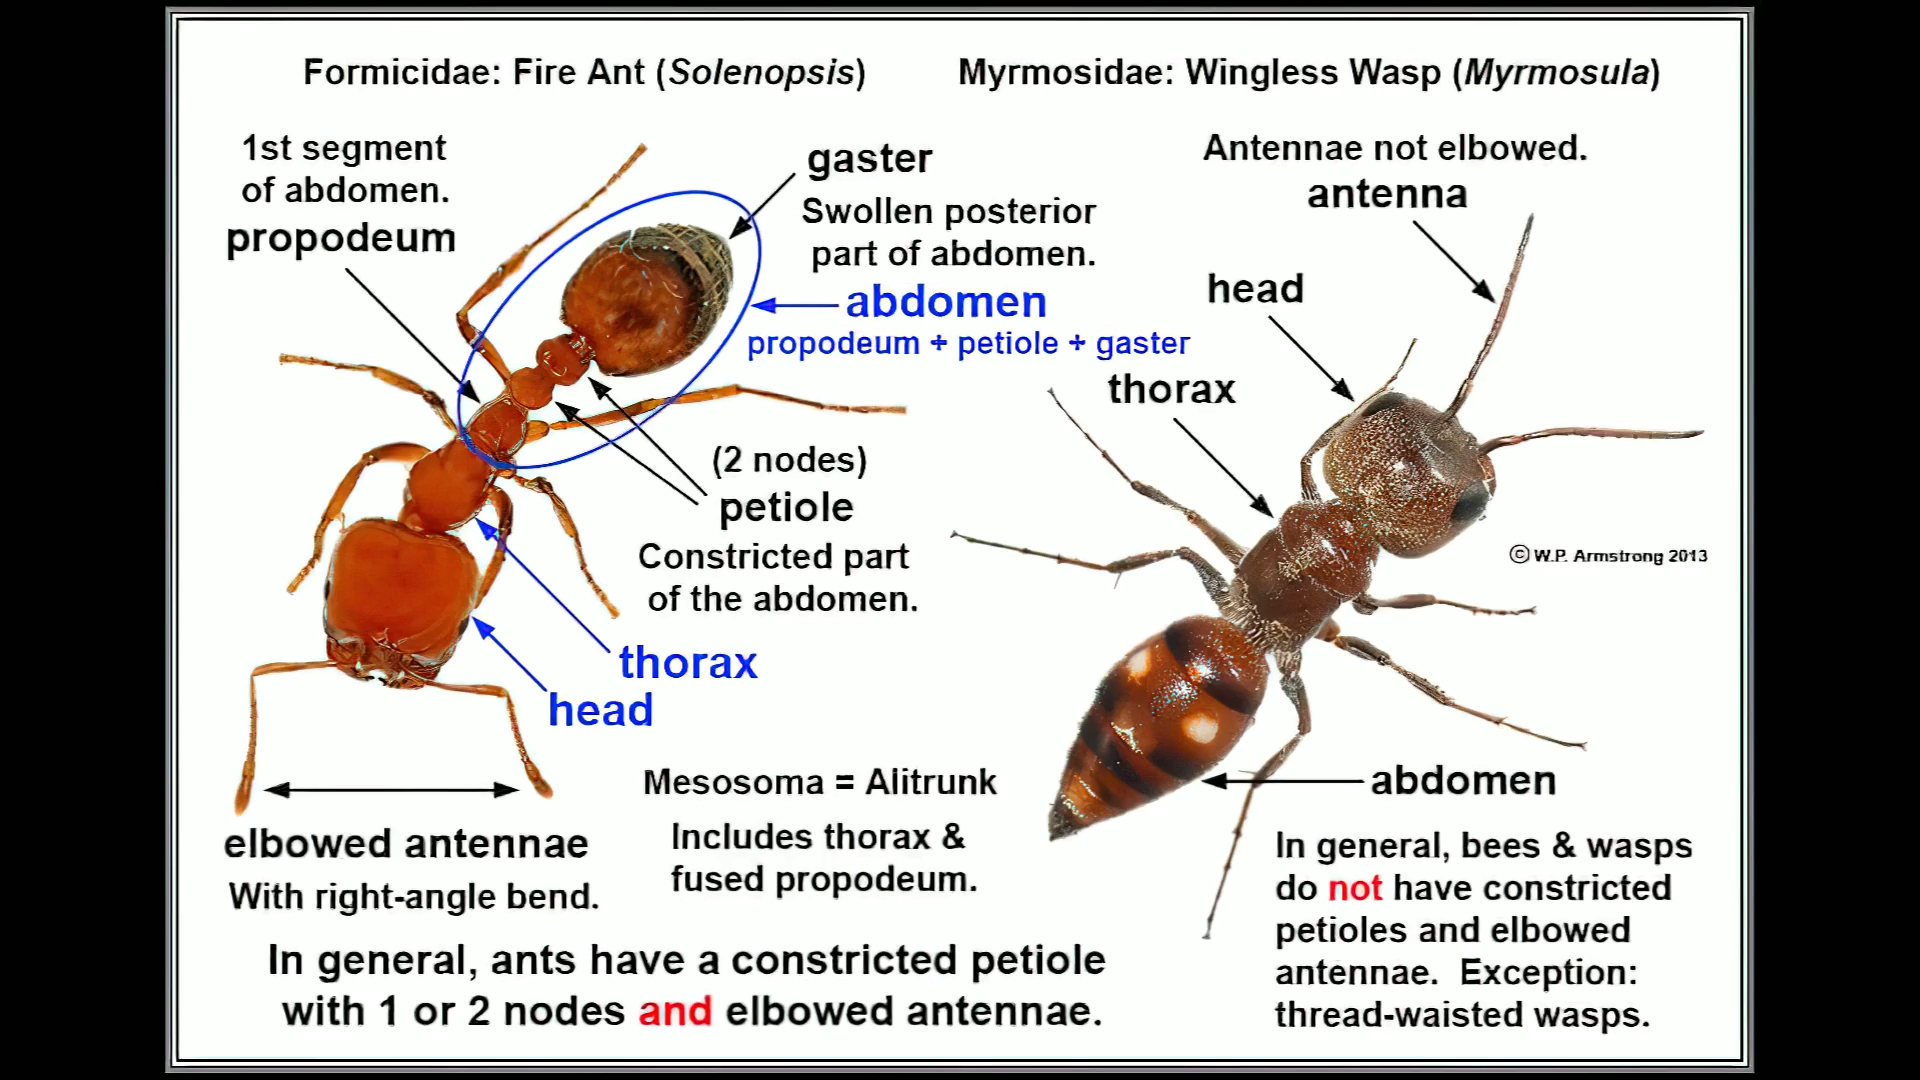 Formicidae: Fire Ant (Solenopsis)
Myrmosidae: Wingless Wasp (Myrmosula)
1st segment
of abdomen.
propodeum
gaster
Swollen posterior
part of abdomen.
abdomen
propodeum + petiole + gaster
(2 nodes)
petiole
Constricted part
of the abdomen.
thorax
head
elbowed antennae
With right-angle bend.
Mesosoma = Alitrunk
Includes thorax &
fused propodeum.
In general, ants have a constricted petiole
with 1 or 2 nodes and elbowed antennae.
Antennae not elbowed.
antenna
head
thorax
© W.P. Armstrong 2013
abdomen
In general, bees & wasps
do not have constricted
petioles and elbowed
antennae. Exception:
thread-waisted wasps.